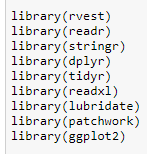 library(rvest)
library(readr)
library(stringr)
library(dplyr)
library(tidyr)
library(readxl)
library(lubridate)
library(patchwork)
library(ggplot2)